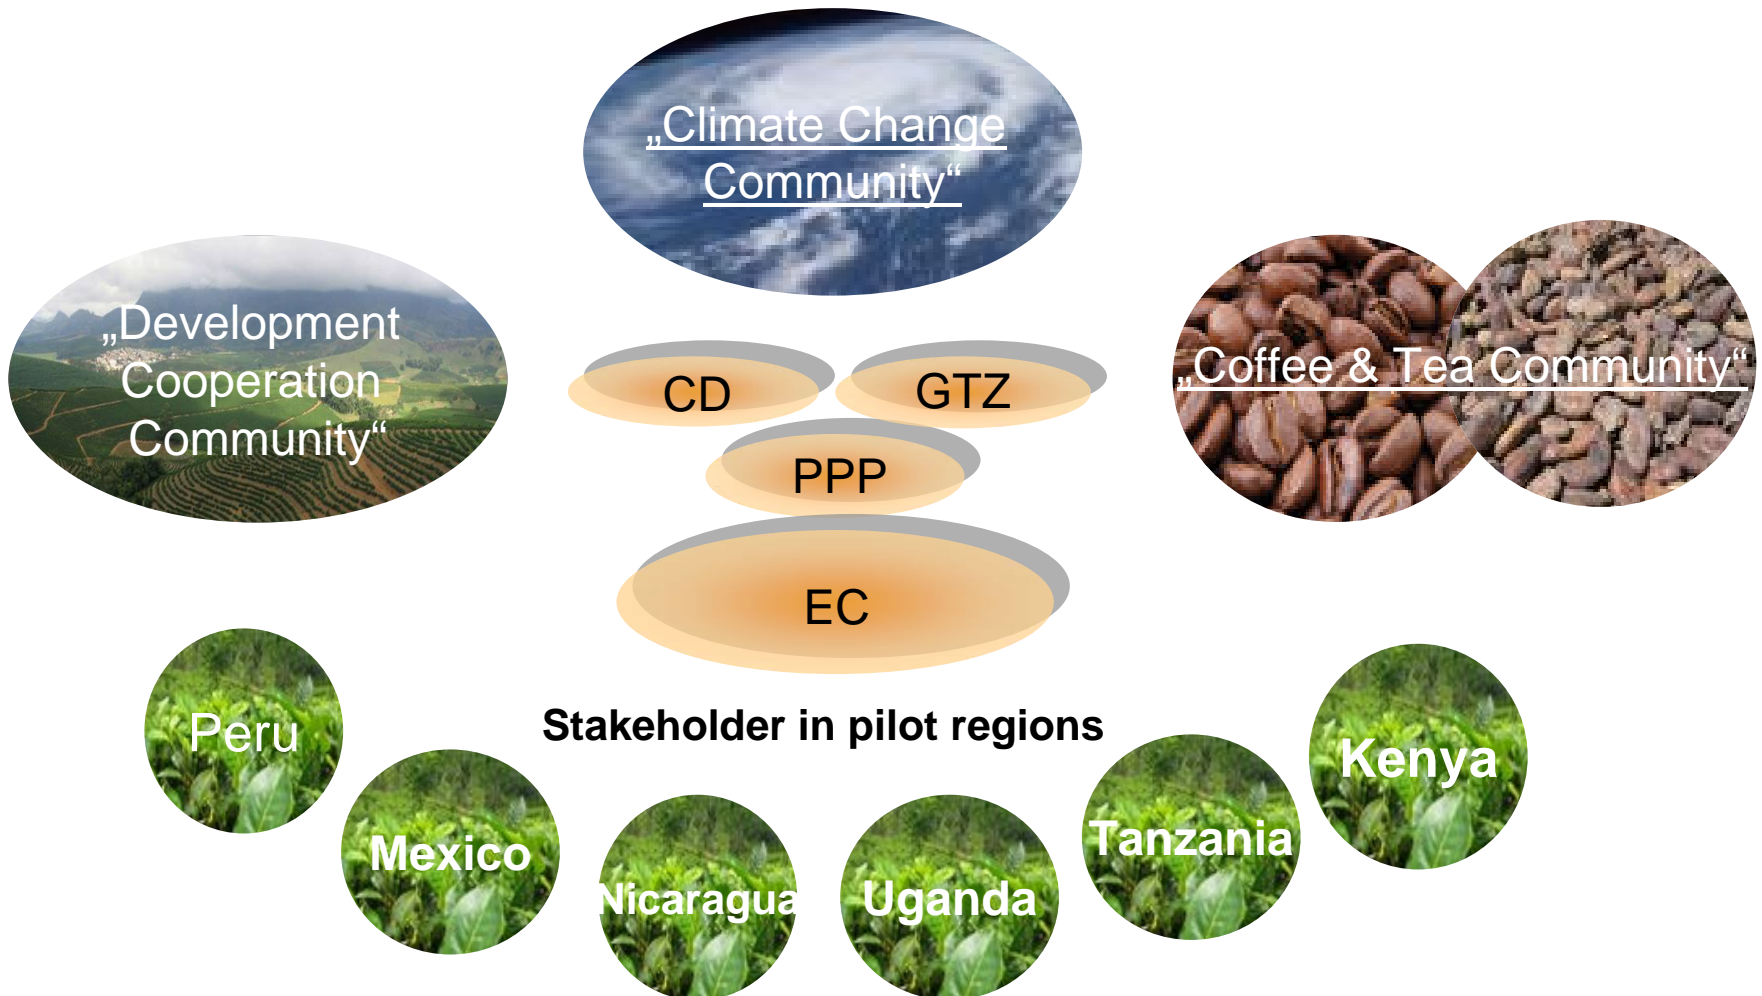 „Climate Change
Community“
„Development
Cooperation
Community“
„Coffee & Tea Community“
CD
GTZ
PPP
EC
Stakeholder in pilot regions
Peru
Mexico
Nicaragua
Uganda
Tanzania
Kenya